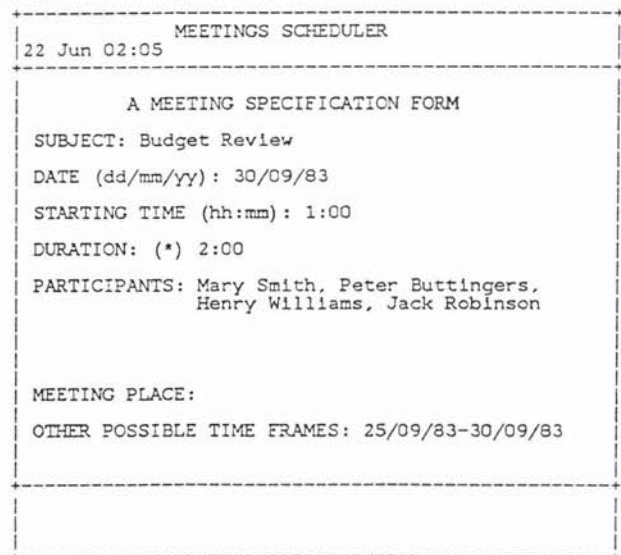 MEETINGS SCHEDULER
22 Jun 02:05
A MEETING SPECIFICATION FORM
SUBJECT: Budget Review
DATE (dd/mm/yy): 30/09/83
STARTING TIME (hh:mm): 1:00
DURATION: (*) 2:00
PARTICIPANTS: Mary Smith, Peter Buttingers,
Henry Williams, Jack Robinson
MEETING PLACE:
OTHER POSSIBLE TIME FRAMES: 25/09/83-30/09/83